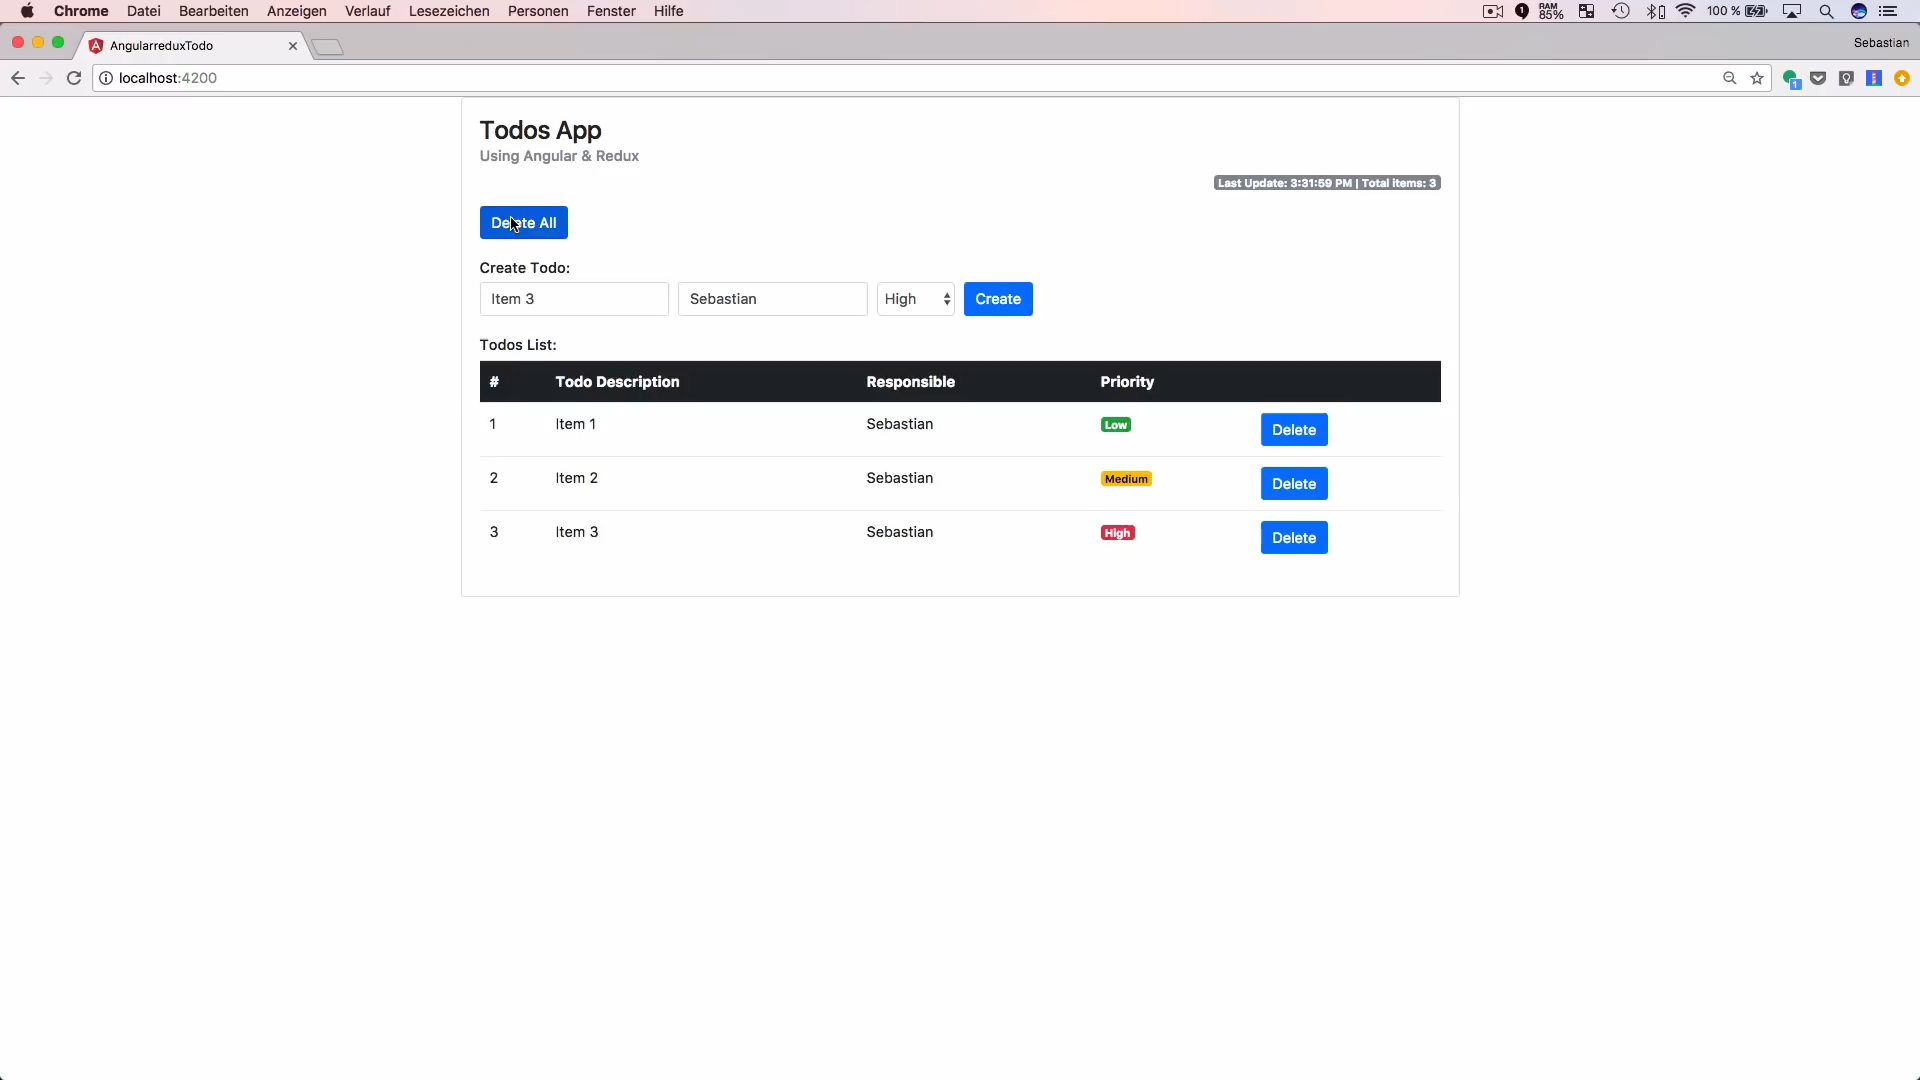 Chrome Datei Bearbeiten Anzeigen Verlauf Lesezeichen Personen Fenster Hilfe 1 RAM 85% 100 %
AngularreduxTodo Sebastian
localhost:4200 1
Todos App
Using Angular & Redux
Last Update: 3:31:59 PM | Total items: 3
Delete All
Create Todo:
Item 3 Sebastian High Create
Todos List:
# Todo Description Responsible Priority
1 Item 1 Sebastian Low Delete
2 Item 2 Sebastian Medium Delete
3 Item 3 Sebastian High Delete